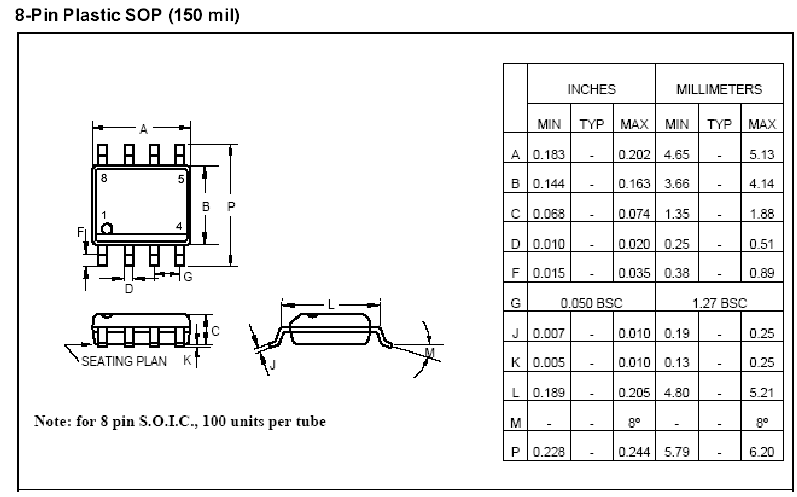 8-Pin Plastic SOP (150 mil)
A
8 5
1 4
B
P
F
D
G
C
K
SEATING PLAN
L
J
M
Note: for 8 pin S.O.I.C., 100 units per tube
INCHES MILLIMETERS
MIN TYP MAX MIN TYP MAX
A 0.183 - 0.202 4.65 - 5.13
B 0.144 - 0.163 3.66 - 4.14
C 0.068 - 0.074 1.35 - 1.88
D 0.010 - 0.020 0.25 - 0.51
F 0.015 - 0.035 0.38 - 0.89
G 0.050 BSC 1.27 BSC
J 0.007 - 0.010 0.19 - 0.25
K 0.005 - 0.010 0.13 - 0.25
L 0.189 - 0.205 4.80 - 5.21
M - - 8º - - 8º
P 0.228 - 0.244 5.79 - 6.20